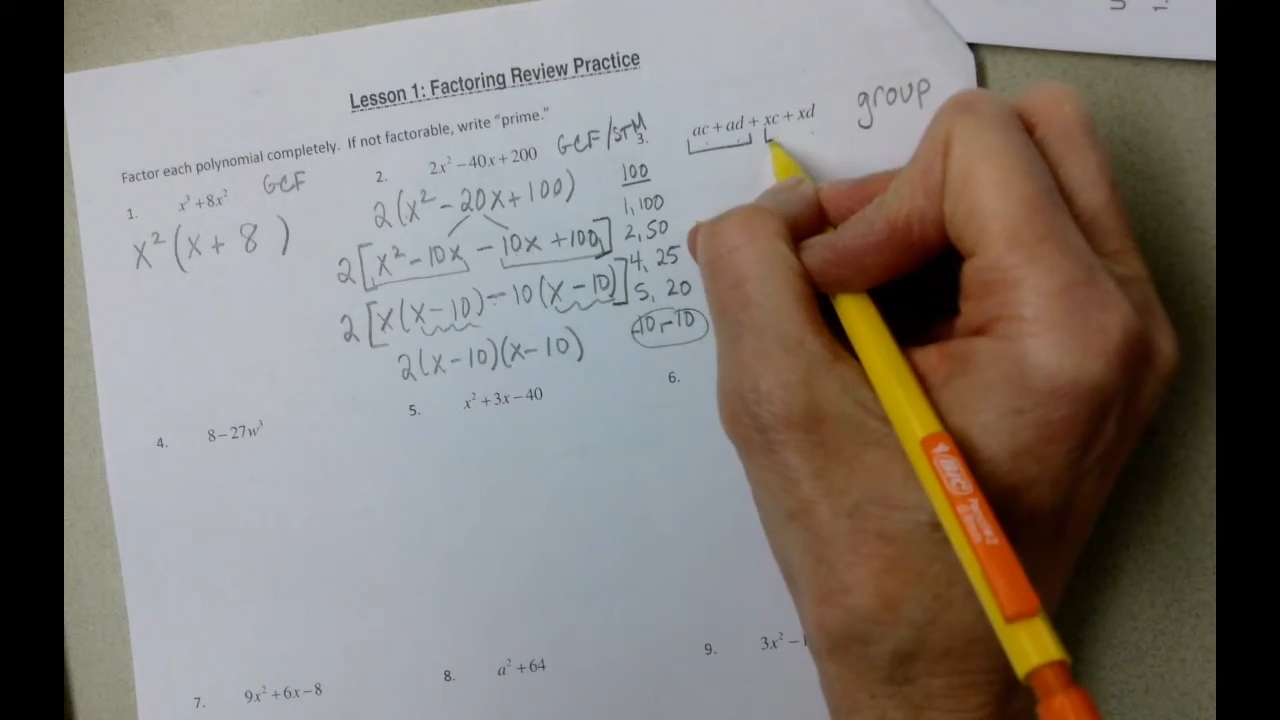 Lesson 1: Factoring Review Practice
Factor each polynomial completely. If not factorable, write "prime."
1. x³ + 8x² GCF
x² (x + 8 )
2. 2x² − 40x + 200 GCF/STM
2(x² − 20x + 100)
2[x² − 10x − 10x + 100]
2[x(x − 10) − 10(x − 10)]
2(x − 10)(x − 10)
100
1, 100
2, 50
4, 25
5, 20
-10, -10
3. ac + ad + xc + xd group
4. 8 − 27w³
5. x² + 3x − 40
6.
7. 9x² + 6x − 8
8. a² + 64
9. 3x² −
BIC